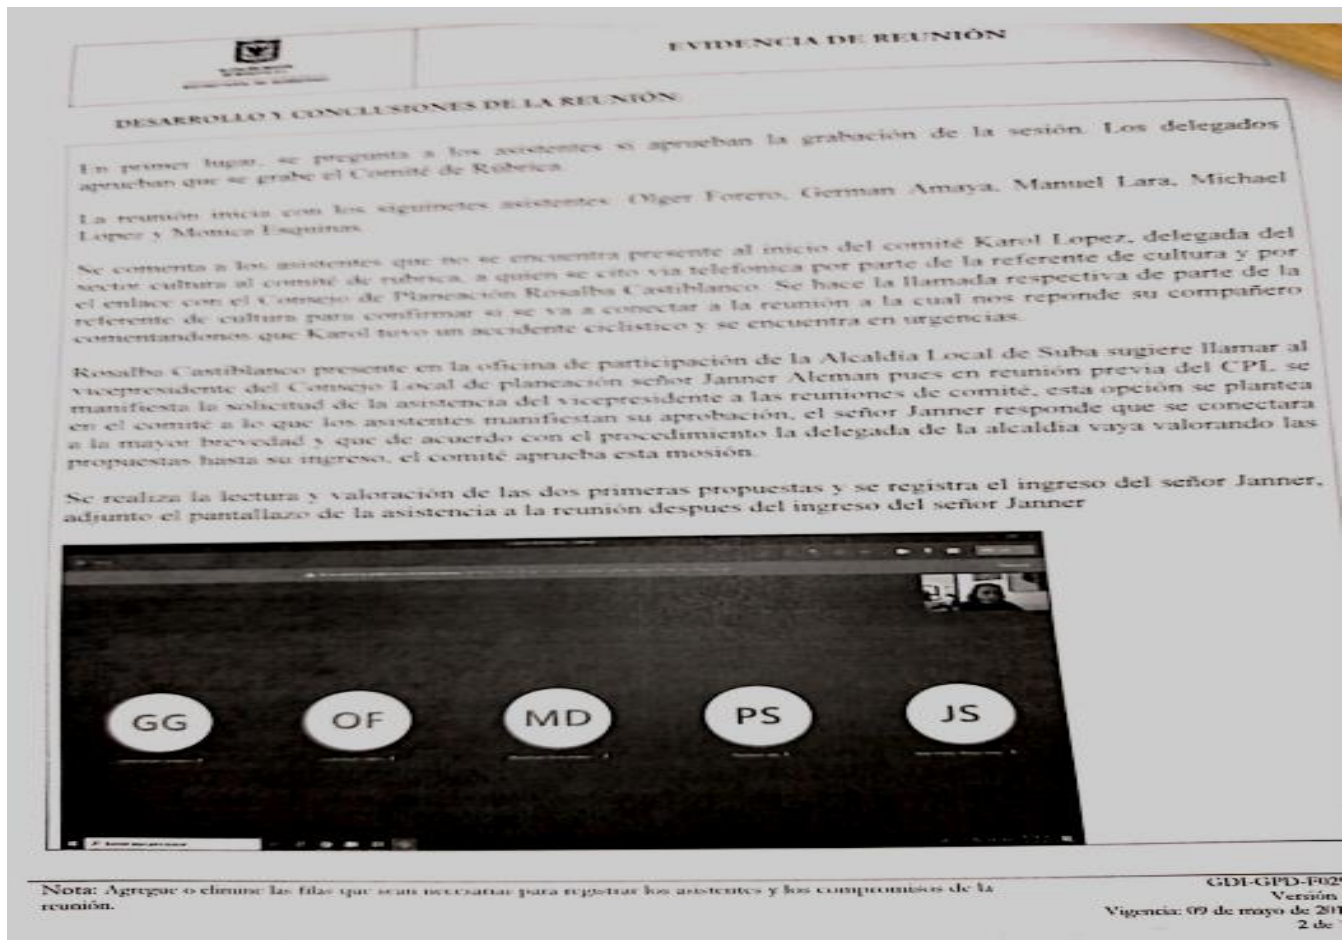 EVIDENCIA DE REUNIÓN
DESARROLLO Y CONCLUSIONES DE LA REUNIÓN:
En primer lugar, se pregunta a los asistentes si aprueban la grabación de la sesión. Los delegados
aprueban que se grabe el Comité de Rúbrica.
La reunión inicia con los siguinetes asistentes: Olger Forero, German Amaya, Manuel Lara, Michael
Lopez y Monica Esquinas
Se comenta a los asistentes que no se encuentra presente al inicio del comité Karol Lopez, delegada del
sector cultura al comité de rubrica, a quien se cito via telefonica por parte de la referente de cultura y por
el enlace con el Consejo de Planeación Rosalba Castiblanco. Se hace la llamada respectiva de parte de la
referente de cultura para confirmar si se va a conectar a la reunión a la cual nos reponde su compañero
comentandonos que Karol tuvo un accidente ciclistico y se encuentra en urgencias.
Rosalba Castiblanco presente en la oficina de participación de la Alcaldia Local de Suba sugiere llamar al
vicepresidente del Consejo Local de planeación señor Janner Aleman pues en reunión previa del CPL se
manifiesta la solicitud de la asistencia del vicepresidente a las reuniones de comité, esta opción se plantea
en el comité a lo que los asistentes manifiestan su aprobación, el señor Janner responde que se conectara
a la mayor brevedad y que de acuerdo con el procedimiento la delegada de la alcaldia vaya valorando las
propuestas hasta su ingreso, el comité aprueba esta mosión.
Se realiza la lectura y valoración de las dos primeras propuestas y se registra el ingreso del señor Janner,
adjunto el pantallazo de la asistencia a la reunión despues del ingreso del señor Janner
GG OF MD PS JS
Nota: Agregue o elimine las filas que sean necesarias para registrar los asistentes y los compromisos de la
reunión.
GDI-GPD-F029
Versión
Vigencia: 09 de mayo de 201
2 de